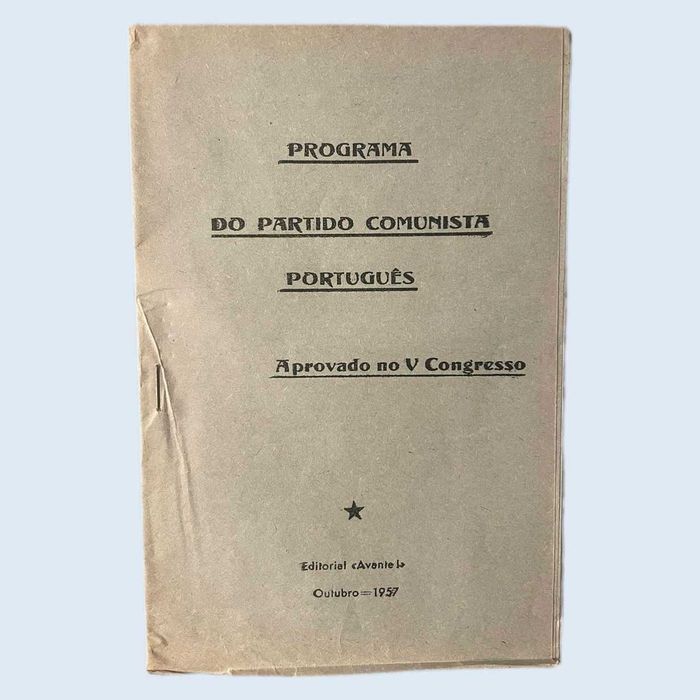 PROGRAMA
DO PARTIDO COMUNISTA
PORTUGUÊS
Aprovado no V Congresso
Editorial «Avante!»
Outubro=1957